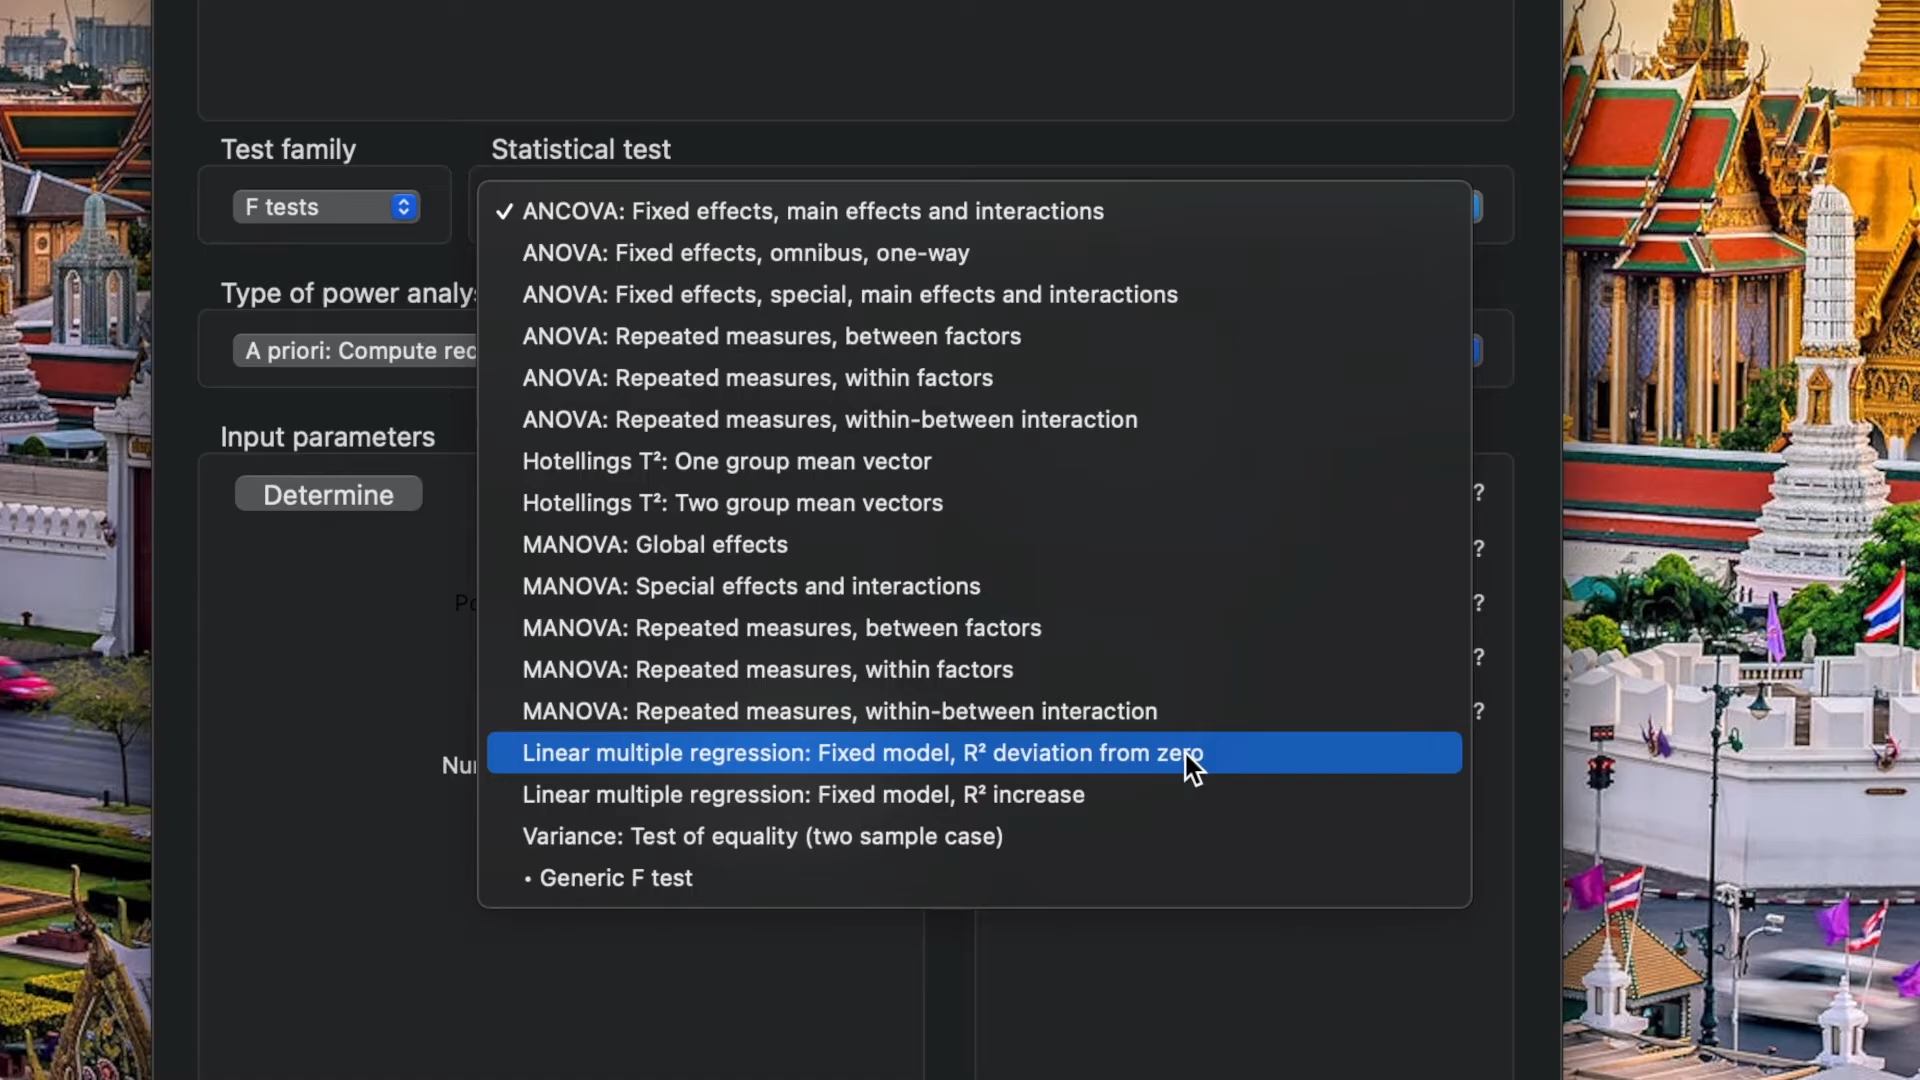 Test family
Statistical test
F tests
✓ ANCOVA: Fixed effects, main effects and interactions
ANOVA: Fixed effects, omnibus, one-way
ANOVA: Fixed effects, special, main effects and interactions
ANOVA: Repeated measures, between factors
ANOVA: Repeated measures, within factors
ANOVA: Repeated measures, within-between interaction
Hotellings T²: One group mean vector
Hotellings T²: Two group mean vectors
MANOVA: Global effects
MANOVA: Special effects and interactions
MANOVA: Repeated measures, between factors
MANOVA: Repeated measures, within factors
MANOVA: Repeated measures, within-between interaction
Linear multiple regression: Fixed model, R² deviation from zero
Linear multiple regression: Fixed model, R² increase
Variance: Test of equality (two sample case)
• Generic F test
Type of power analys
A priori: Compute rec
Input parameters
Determine
Po
Nur
?
?
?
?
?